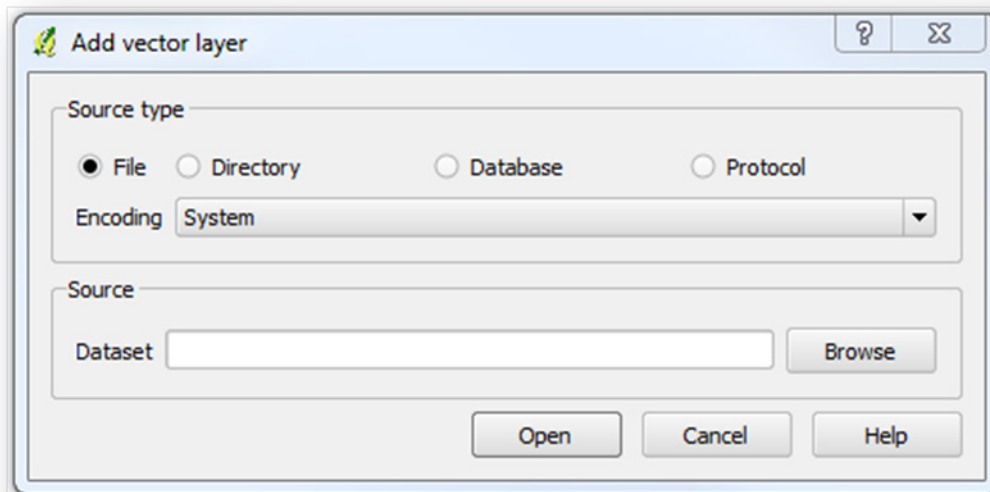 Add vector layer
Source type
File Directory Database Protocol
Encoding System
Source
Dataset Browse
Open Cancel Help